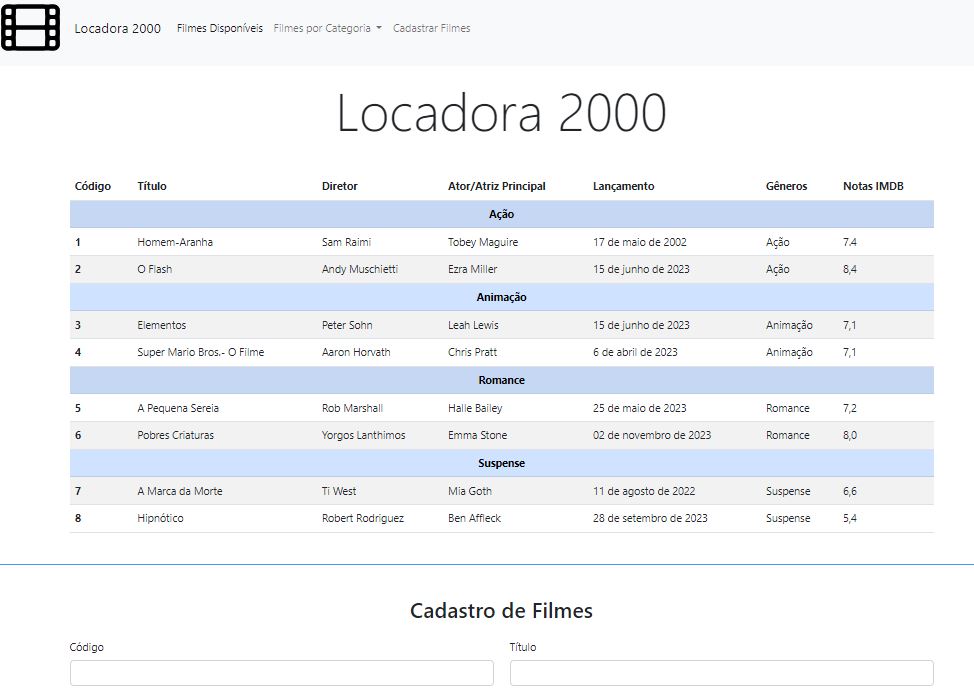 Locadora 2000 Filmes Disponíveis Filmes por Categoria Cadastrar Filmes
Locadora 2000
Código Título Diretor Ator/Atriz Principal Lançamento Gêneros Notas IMDB
Ação
1 Homem-Aranha Sam Raimi Tobey Maguire 17 de maio de 2002 Ação 7.4
2 O Flash Andy Muschietti Ezra Miller 15 de junho de 2023 Ação 8,4
Animação
3 Elementos Peter Sohn Leah Lewis 15 de junho de 2023 Animação 7,1
4 Super Mario Bros.- O Filme Aaron Horvath Chris Pratt 6 de abril de 2023 Animação 7,1
Romance
5 A Pequena Sereia Rob Marshall Halle Bailey 25 de maio de 2023 Romance 7,2
6 Pobres Criaturas Yorgos Lanthimos Emma Stone 02 de novembro de 2023 Romance 8,0
Suspense
7 A Marca da Morte Ti West Mia Goth 11 de agosto de 2022 Suspense 6,6
8 Hipnótico Robert Rodriguez Ben Affleck 28 de setembro de 2023 Suspense 5,4
Cadastro de Filmes
Código Título